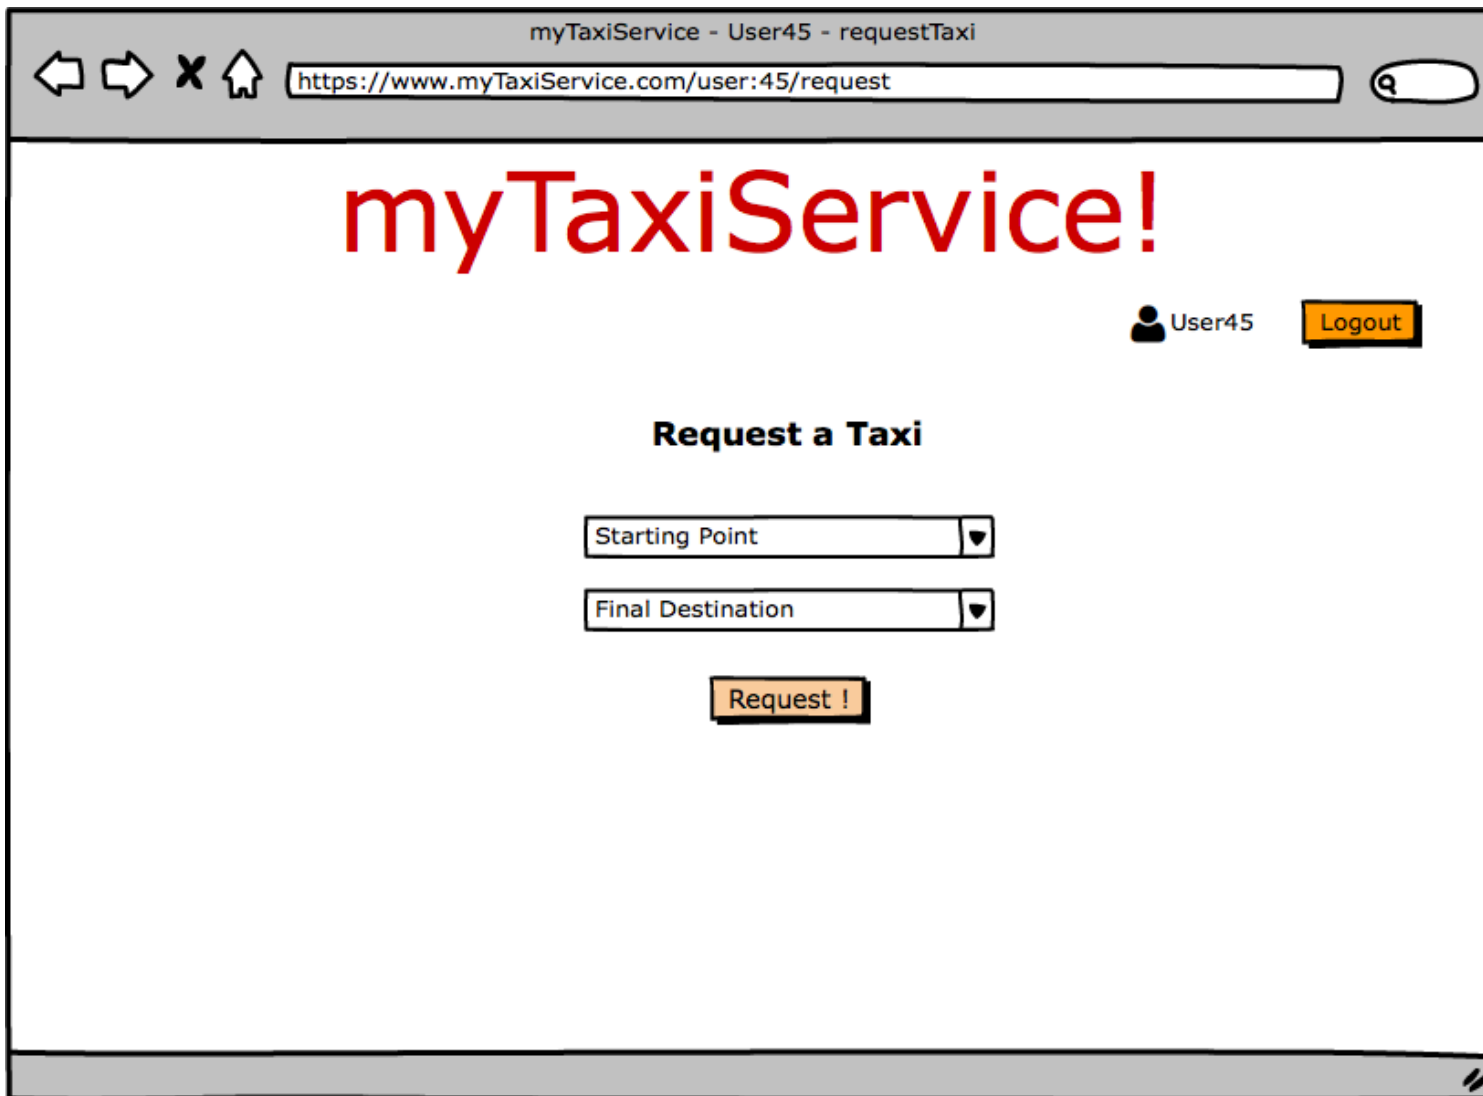 myTaxiService - User45 - requestTaxi
https://www.myTaxiService.com/user:45/request
myTaxiService!
User45
Logout
Request a Taxi
Starting Point
Final Destination
Request !